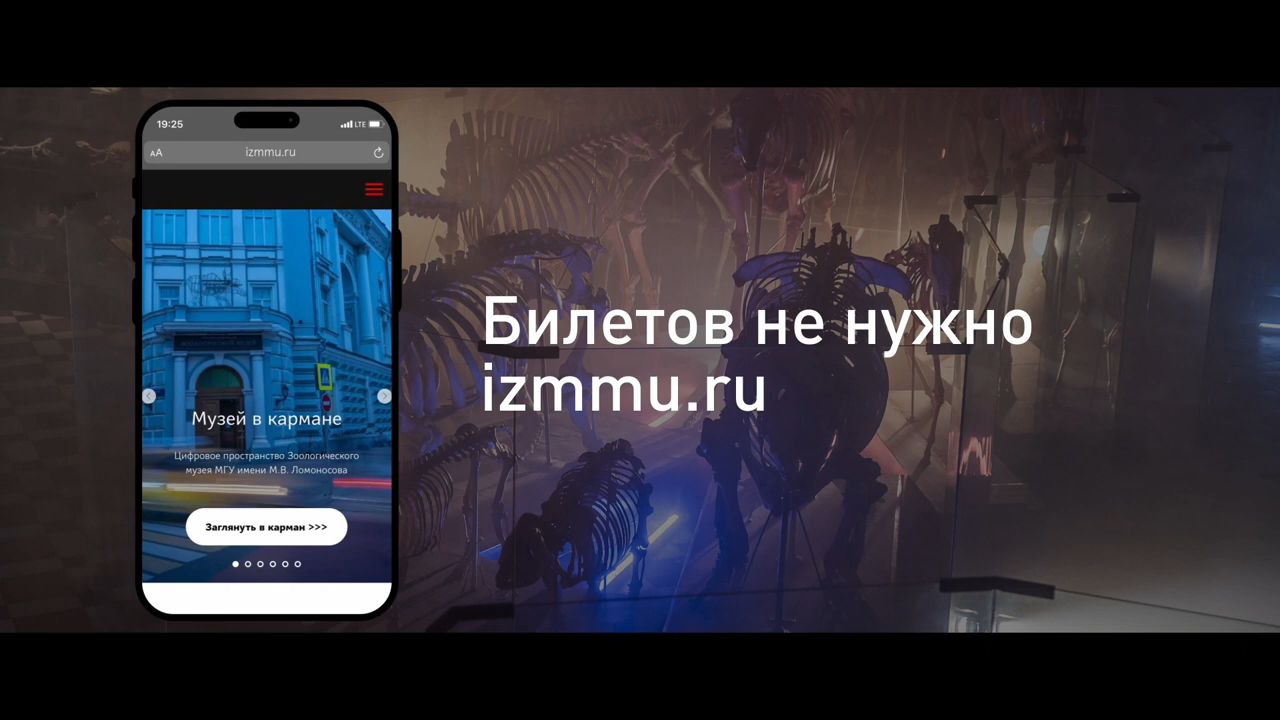 19:25
LTE
AA
izmmu.ru
Музей в кармане
Цифровое пространство Зоологического
музея МГУ имени М.В. Ломоносова
Заглянуть в карман >>>
Билетов не нужно
izmmu.ru